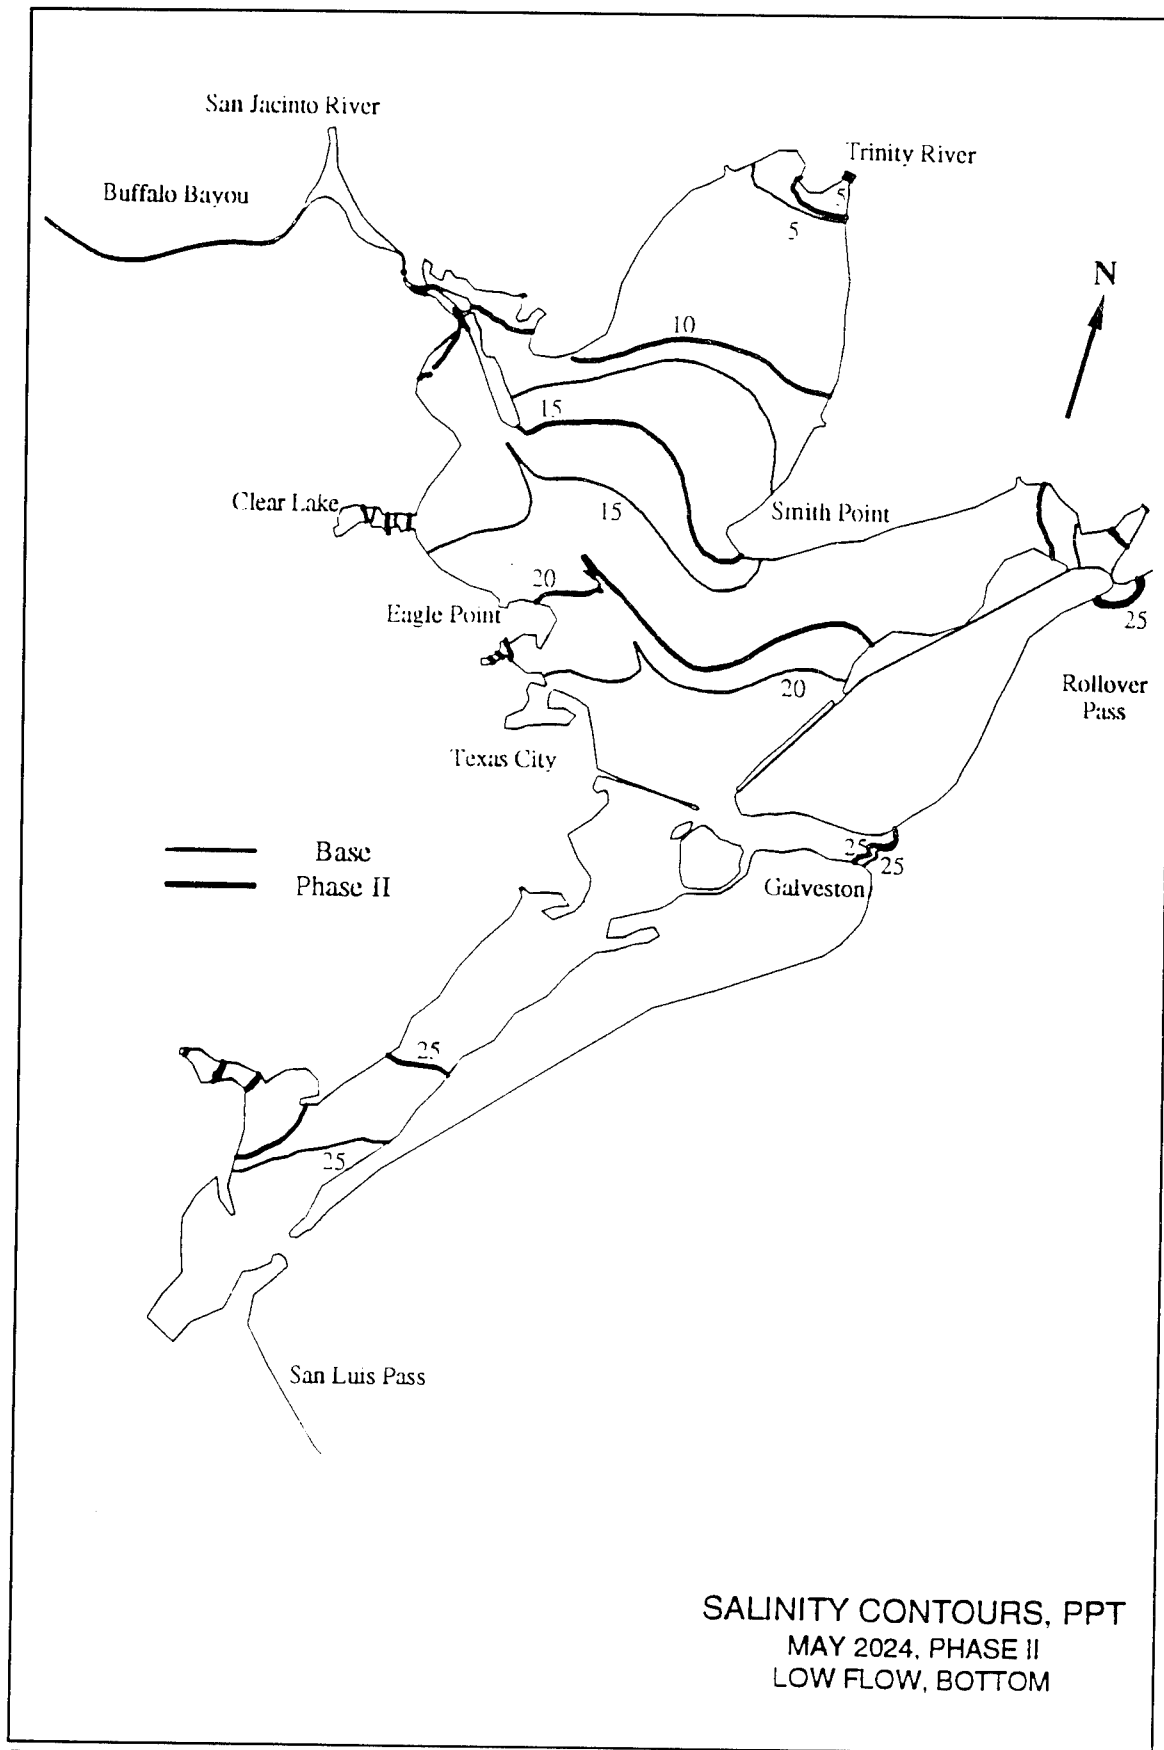 San Jacinto River
Trinity River
Buffalo Bayou
5
5
N
10
15
Clear Lake
15
Smith Point
20
Eagle Point
25
20
Rollover
Pass
Texas City
Base
25
25
Phase II
Galveston
25
25
San Luis Pass
SALINITY CONTOURS, PPT
MAY 2024, PHASE II
LOW FLOW, BOTTOM